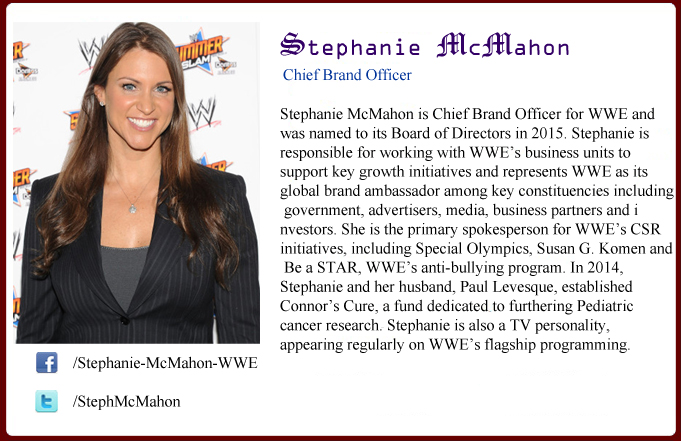 Stephanie McMahon
Chief Brand Officer
Stephanie McMahon is Chief Brand Officer for WWE and
was named to its Board of Directors in 2015. Stephanie is
responsible for working with WWE’s business units to
support key growth initiatives and represents WWE as its
global brand ambassador among key constituencies including
government, advertisers, media, business partners and i
nvestors. She is the primary spokesperson for WWE’s CSR
initiatives, including Special Olympics, Susan G. Komen and
Be a STAR, WWE’s anti-bullying program. In 2014,
Stephanie and her husband, Paul Levesque, established
Connor’s Cure, a fund dedicated to furthering Pediatric
cancer research. Stephanie is also a TV personality,
appearing regularly on WWE’s flagship programming.
SUMMER
SLAM
Doritos
f /Stephanie-McMahon-WWE
t /StephMcMahon